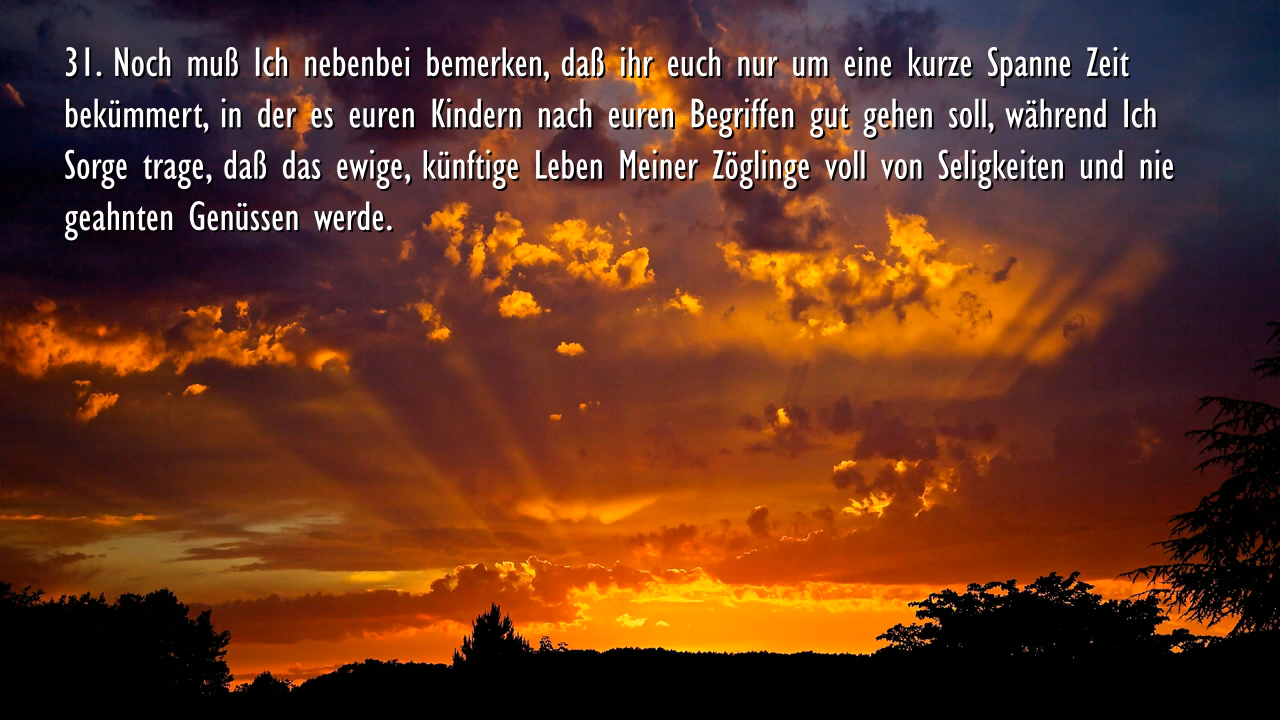 31. Noch muß Ich nebenbei bemerken, daß ihr euch nur um eine kurze Spanne Zeit
bekümmert, in der es euren Kindern nach euren Begriffen gut gehen soll, während Ich
Sorge trage, daß das ewige, künftige Leben Meiner Zöglinge voll von Seligkeiten und nie
geahnten Genüssen werde.